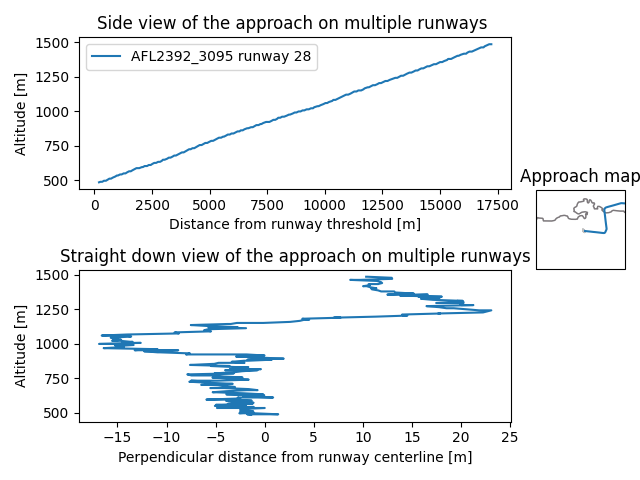 Side view of the approach on multiple runways
1500
1250
1000
750
500
Altitude [m]
AFL2392_3095 runway 28
0 2500 5000 7500 10000 12500 15000 17500
Distance from runway threshold [m]
Approach map
Straight down view of the approach on multiple runways
1500
1250
1000
750
500
Altitude [m]
−15 −10 −5 0 5 10 15 20 25
Perpendicular distance from runway centerline [m]